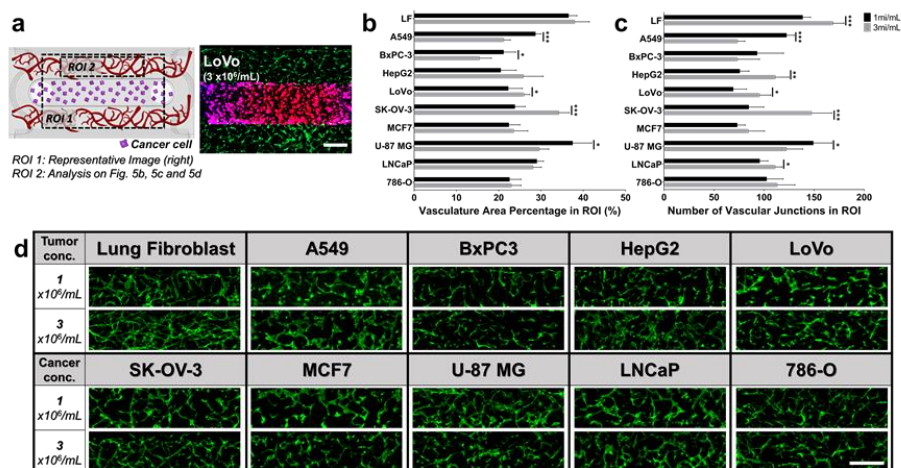 a
ROI 2
ROI 1
Cancer cell
ROI 1: Representative Image (right)
ROI 2: Analysis on Fig. 5b, 5c and 5d
LoVo
(3 x10⁶/mL)
b
LF
A549
BxPC-3
HepG2
LoVo
SK-OV-3
MCF7
U-87 MG
LNCaP
786-O
***
*
*
***
*
0 10 20 30 40 50
Vasculature Area Percentage in ROI (%)
c
1mi/mL
3mi/mL
LF
A549
BxPC-3
HepG2
LoVo
SK-OV-3
MCF7
U-87 MG
LNCaP
786-O
***
***
**
*
***
*
*
0 50 100 150 200
Number of Vascular Junctions in ROI
d
Tumor conc. Lung Fibroblast A549 BxPC3 HepG2 LoVo
1
x10⁶/mL
3
x10⁶/mL
Cancer conc. SK-OV-3 MCF7 U-87 MG LNCaP 786-O
1
x10⁶/mL
3
x10⁶/mL